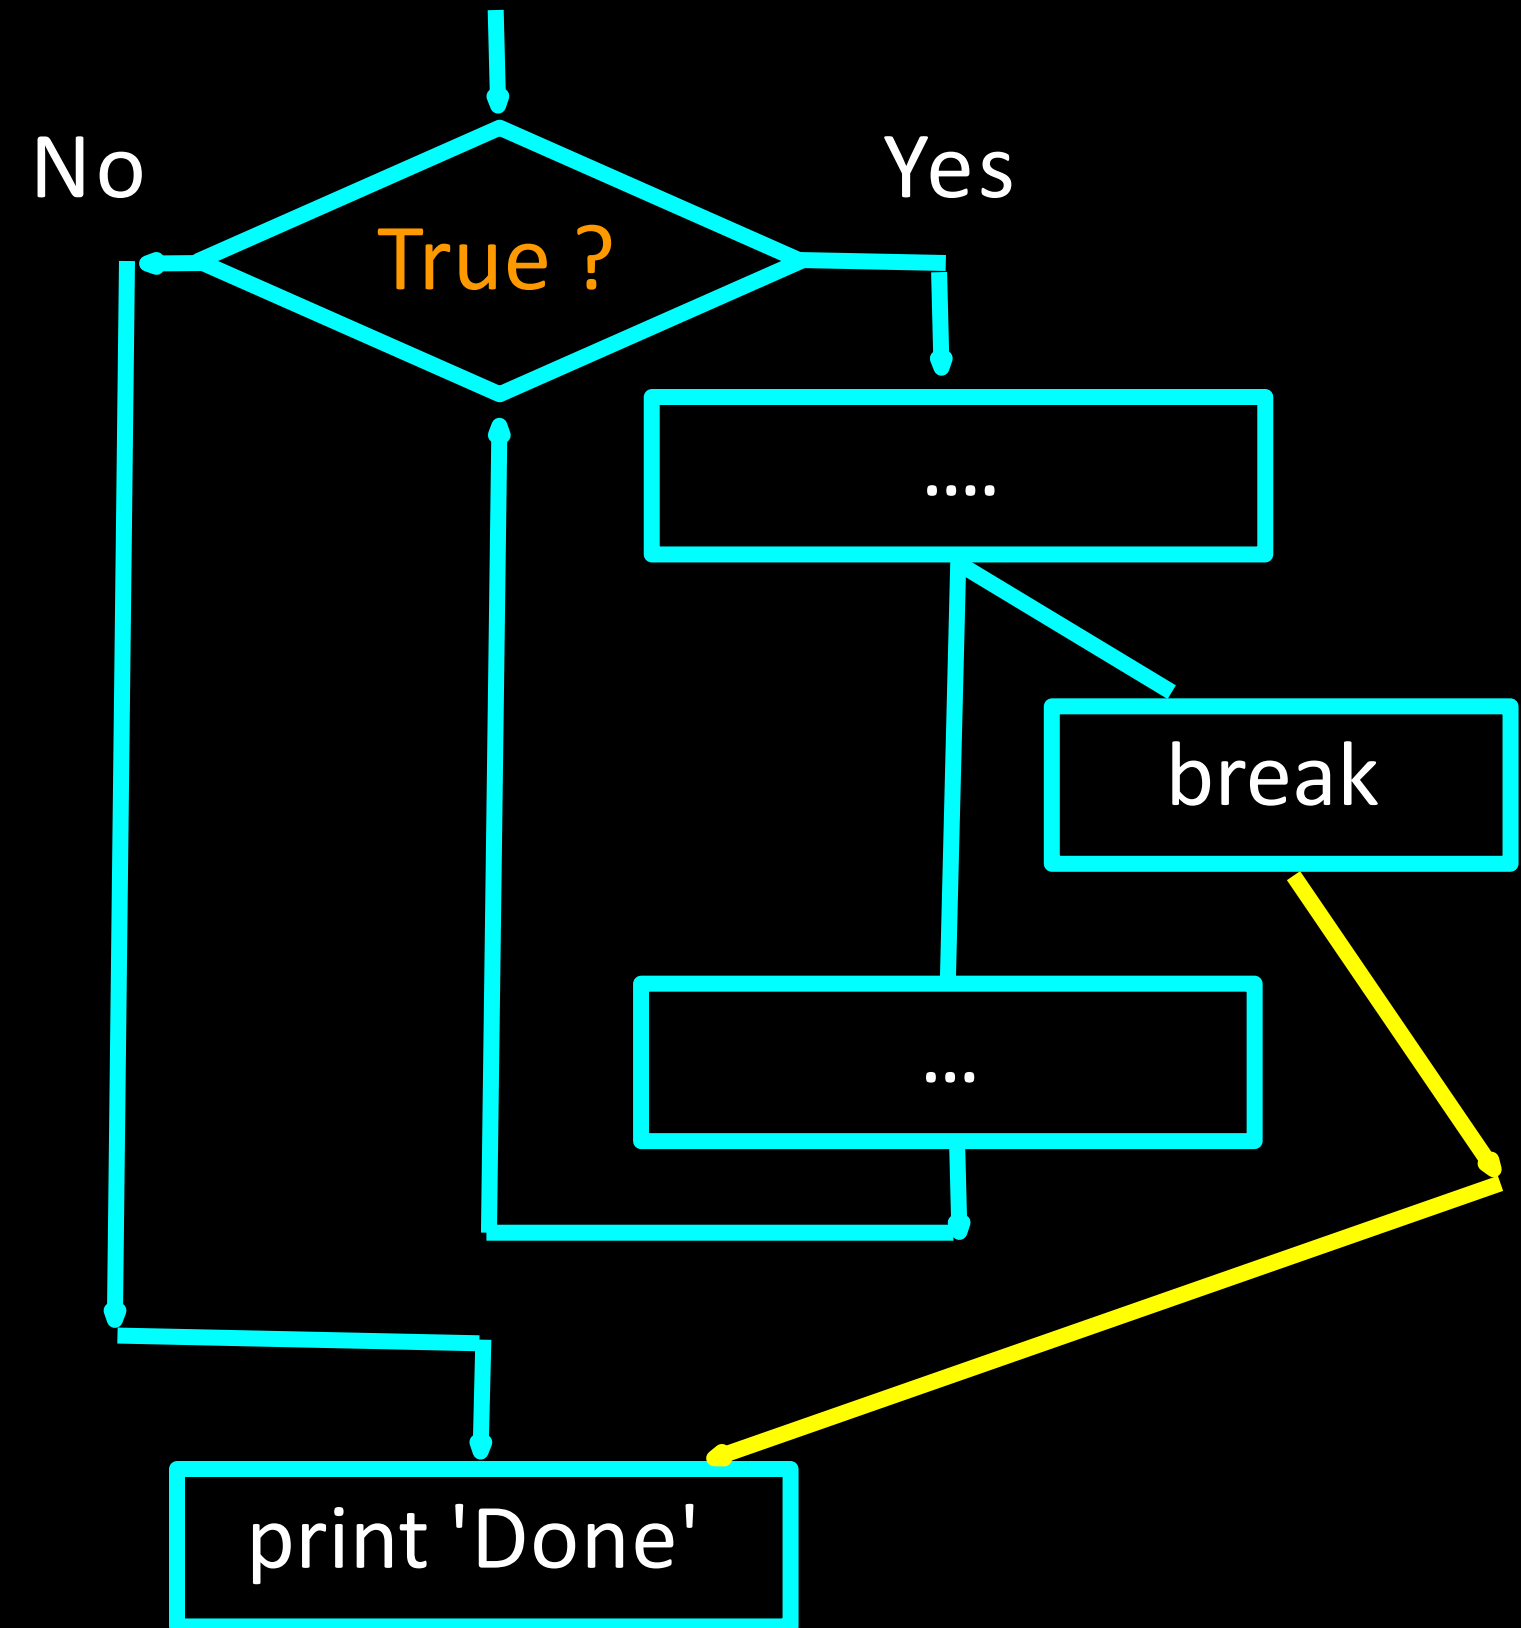 No
Yes
True ?
....
break
...
print 'Done'